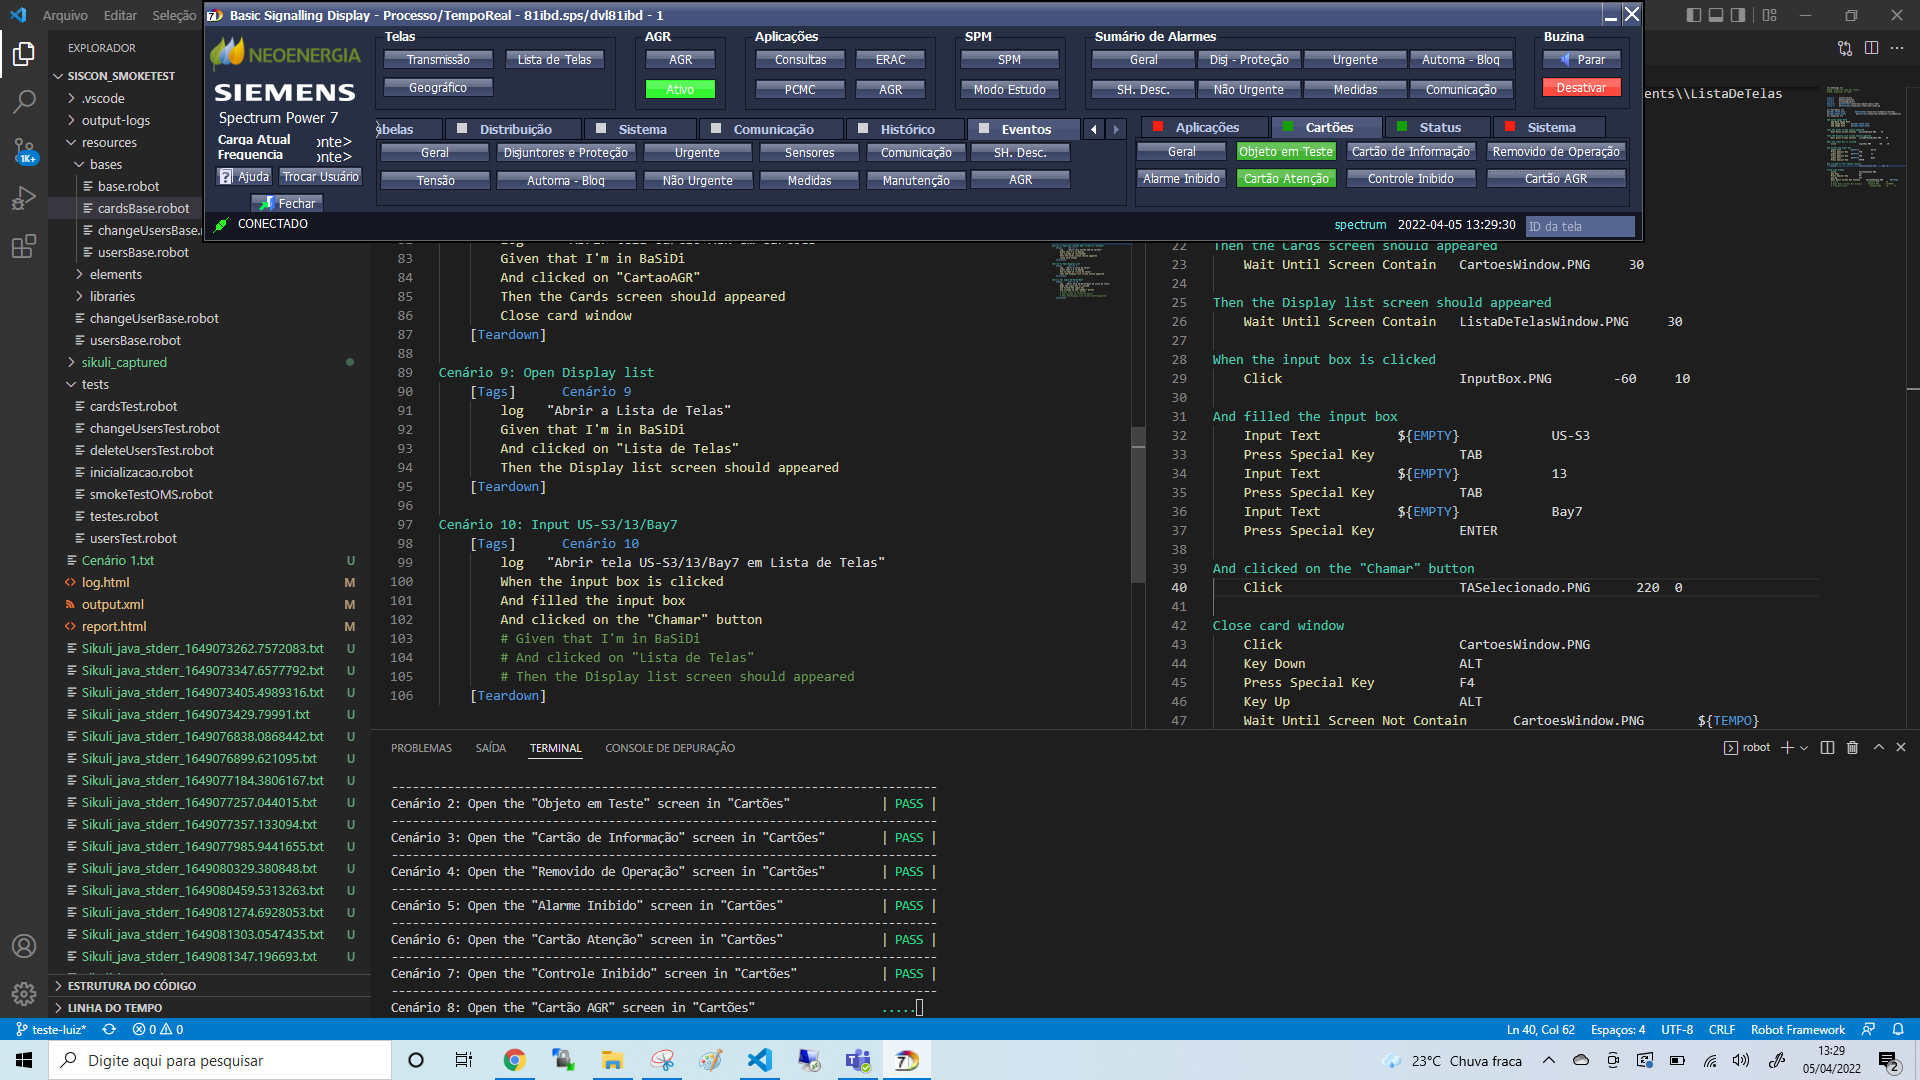 Arquivo Editar Seleção
Basic Signalling Display - Processo/TempoReal - 81ibd.sps/dvl81ibd - 1
NEOENERGIA
SIEMENS
Spectrum Power 7
Carga Atual onte>
Frequencia onte>
Ajuda Trocar Usuário
Fechar
CONECTADO
Telas
Transmissão Lista de Telas
Geográfico
AGR
AGR
Ativo
Aplicações
Consultas ERAC
PCMC AGR
SPM
SPM
Modo Estudo
Sumário de Alarmes
Geral Disj - Proteção Urgente Automa - Bloq
SH. Desc. Não Urgente Medidas Comunicação
Buzina
Parar
Desativar
abelas Distribuição Sistema Comunicação Histórico Eventos
Geral Disjuntores e Proteção Urgente Sensores Comunicação SH. Desc.
Tensão Automa - Bloq Não Urgente Medidas Manutenção AGR
Aplicações Cartões Status Sistema
Geral Objeto em Teste Cartão de Informação Removido de Operação
Alarme Inibido Cartão Atenção Controle Inibido Cartão AGR
spectrum 2022-04-05 13:29:30 ID da tela
ents\\ListaDeTelas
EXPLORADOR
SISCON_SMOKETEST
.vscode
output-logs
resources
bases
base.robot
cardsBase.robot
changeUsersBase.
usersBase.robot
elements
libraries
changeUserBase.robot
usersBase.robot
sikuli_captured
tests
cardsTest.robot
changeUsersTest.robot
deleteUsersTest.robot
inicializacao.robot
smokeTestOMS.robot
testes.robot
usersTest.robot
Cenário 1.txt U
log.html M
output.xml M
report.html M
Sikuli_java_stderr_1649073262.7572083.txt U
Sikuli_java_stderr_1649073347.6577792.txt U
Sikuli_java_stderr_1649073405.4989316.txt U
Sikuli_java_stderr_1649073429.79991.txt U
Sikuli_java_stderr_1649076838.0868442.txt U
Sikuli_java_stderr_1649076899.621095.txt U
Sikuli_java_stderr_1649077184.3806167.txt U
Sikuli_java_stderr_1649077257.044015.txt U
Sikuli_java_stderr_1649077357.133094.txt U
Sikuli_java_stderr_1649077985.9441655.txt U
Sikuli_java_stderr_1649080329.380848.txt U
Sikuli_java_stderr_1649080459.5313263.txt U
Sikuli_java_stderr_1649081274.6928053.txt U
Sikuli_java_stderr_1649081303.0547435.txt U
Sikuli_java_stderr_1649081347.196693.txt U
ESTRUTURA DO CÓDIGO
LINHA DO TEMPO
1K+
83 Given that I'm in BaSiDi
84 And clicked on "CartaoAGR"
85 Then the Cards screen should appeared
86 Close card window
87 [Teardown]
88
89 Cenário 9: Open Display list
90 [Tags] Cenário 9
91 log "Abrir a Lista de Telas"
92 Given that I'm in BaSiDi
93 And clicked on "Lista de Telas"
94 Then the Display list screen should appeared
95 [Teardown]
96
97 Cenário 10: Input US-S3/13/Bay7
98 [Tags] Cenário 10
99 log "Abrir tela US-S3/13/Bay7 em Lista de Telas"
100 When the input box is clicked
101 And filled the input box
102 And clicked on the "Chamar" button
103 # Given that I'm in BaSiDi
104 # And clicked on "Lista de Telas"
105 # Then the Display list screen should appeared
106 [Teardown]
22 Then the Cards screen should appeared
23 Wait Until Screen Contain CartoesWindow.PNG 30
24
25 Then the Display list screen should appeared
26 Wait Until Screen Contain ListaDeTelasWindow.PNG 30
27
28 When the input box is clicked
29 Click InputBox.PNG -60 10
30
31 And filled the input box
32 Input Text ${EMPTY} US-S3
33 Press Special Key TAB
34 Input Text ${EMPTY} 13
35 Press Special Key TAB
36 Input Text ${EMPTY} Bay7
37 Press Special Key ENTER
38
39 And clicked on the "Chamar" button
40 Click TASelecionado.PNG 220 0
41
42 Close card window
43 Click CartoesWindow.PNG
44 Key Down ALT
45 Press Special Key F4
46 Key Up ALT
47 Wait Until Screen Not Contain CartoesWindow.PNG ${TEMPO}
PROBLEMAS SAÍDA TERMINAL CONSOLE DE DEPURAÇÃO
robot
Cenário 2: Open the "Objeto em Teste" screen in "Cartões" | PASS |
Cenário 3: Open the "Cartão de Informação" screen in "Cartões" | PASS |
Cenário 4: Open the "Removido de Operação" screen in "Cartões" | PASS |
Cenário 5: Open the "Alarme Inibido" screen in "Cartões" | PASS |
Cenário 6: Open the "Cartão Atenção" screen in "Cartões" | PASS |
Cenário 7: Open the "Controle Inibido" screen in "Cartões" | PASS |
Cenário 8: Open the "Cartão AGR" screen in "Cartões" .....
teste-luiz* 0 0
Ln 40, Col 62 Espaços: 4 UTF-8 CRLF Robot Framework
Digite aqui para pesquisar
23°C Chuva fraca
13:29
05/04/2022
2